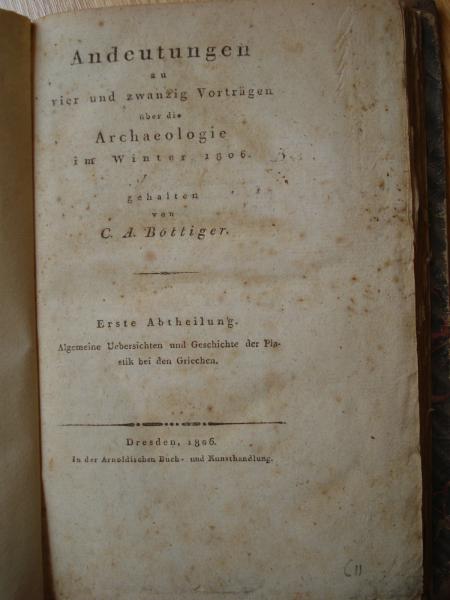 Andeutungen
zu
vier und zwanzig Vorträgen
über die
Archaeologie
im Winter 1806.
gehalten
von
C. A. Böttiger.
Erste Abtheilung.
Algemeine Uebersichten und Geschichte der Pla-
stik bei den Griechen.
Dresden, 1806.
In der Arnoldischen Buch- und Kunsthandlung.